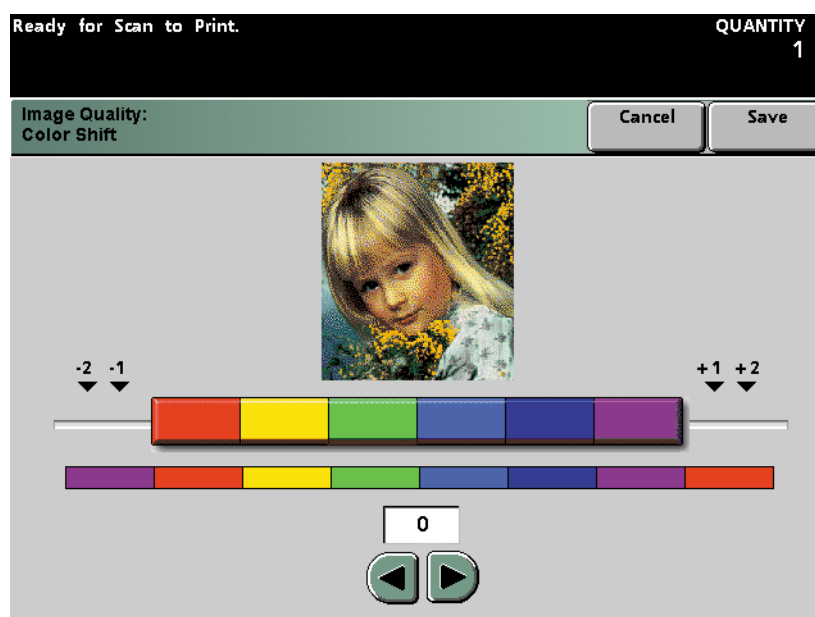 Ready for Scan to Print.
QUANTITY
1
Image Quality:
Color Shift
Cancel
Save
-2 -1
+1 +2
0